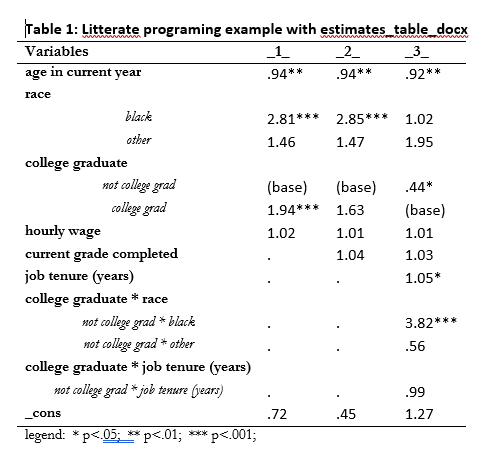 Table 1: Litterate programing example with estimates_table_docx
Variables _1_ _2_ _3_
age in current year .94** .94** .92**
race
black 2.81*** 2.85*** 1.02
other 1.46 1.47 1.95
college graduate
not college grad (base) (base) .44*
college grad 1.94*** 1.63 (base)
hourly wage 1.02 1.01 1.01
current grade completed . 1.04 1.03
job tenure (years) . . 1.05*
college graduate * race
not college grad * black . . 3.82***
not college grad * other . . .56
college graduate * job tenure (years)
not college grad * job tenure (years) . . .99
_cons .72 .45 1.27
legend: * p<.05; ** p<.01; *** p<.001;